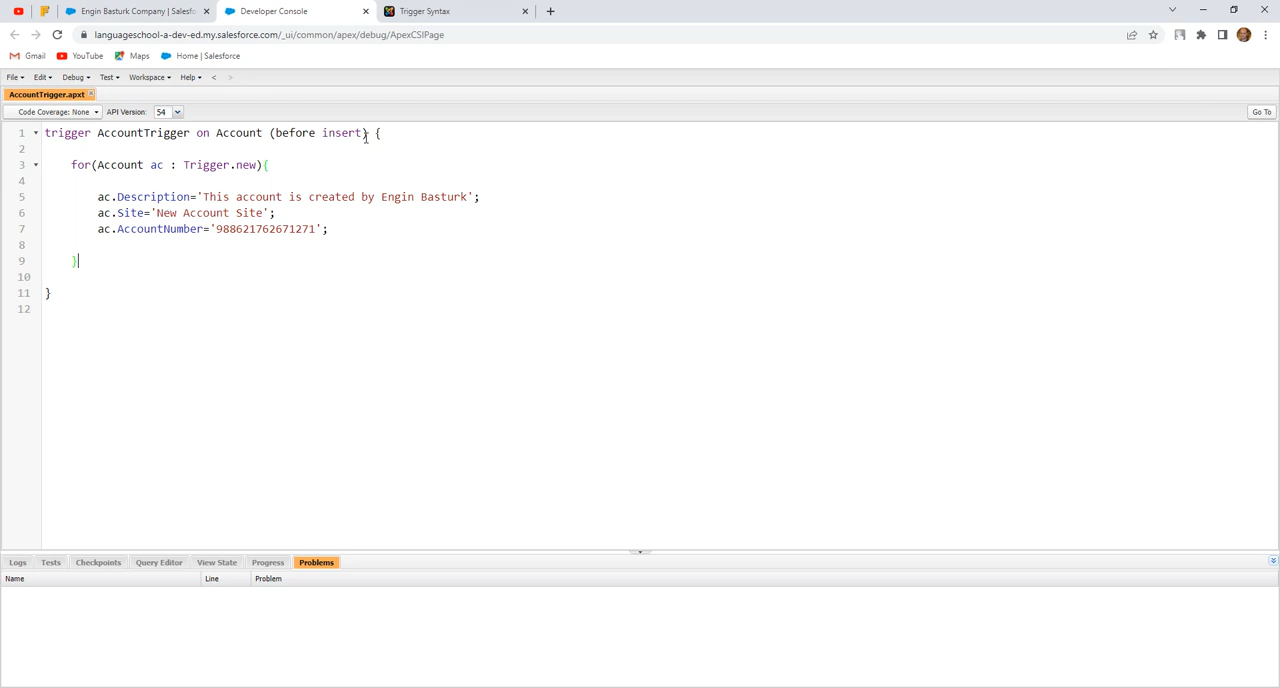 Engin Basturk Company | Salesfo
Developer Console
Trigger Syntax
languageschool-a-dev-ed.my.salesforce.com/_ui/common/apex/debug/ApexCSIPage
Gmail YouTube Maps Home | Salesforce
File Edit Debug Test Workspace Help < >
AccountTrigger.apxt
Code Coverage: None API Version: 54 Go To
1 trigger AccountTrigger on Account (before insert) {
2
3 for(Account ac : Trigger.new){
4
5 ac.Description='This account is created by Engin Basturk';
6 ac.Site='New Account Site';
7 ac.AccountNumber='988621762671271';
8
9 }
10
11 }
12
Logs Tests Checkpoints Query Editor View State Progress Problems
Name Line Problem